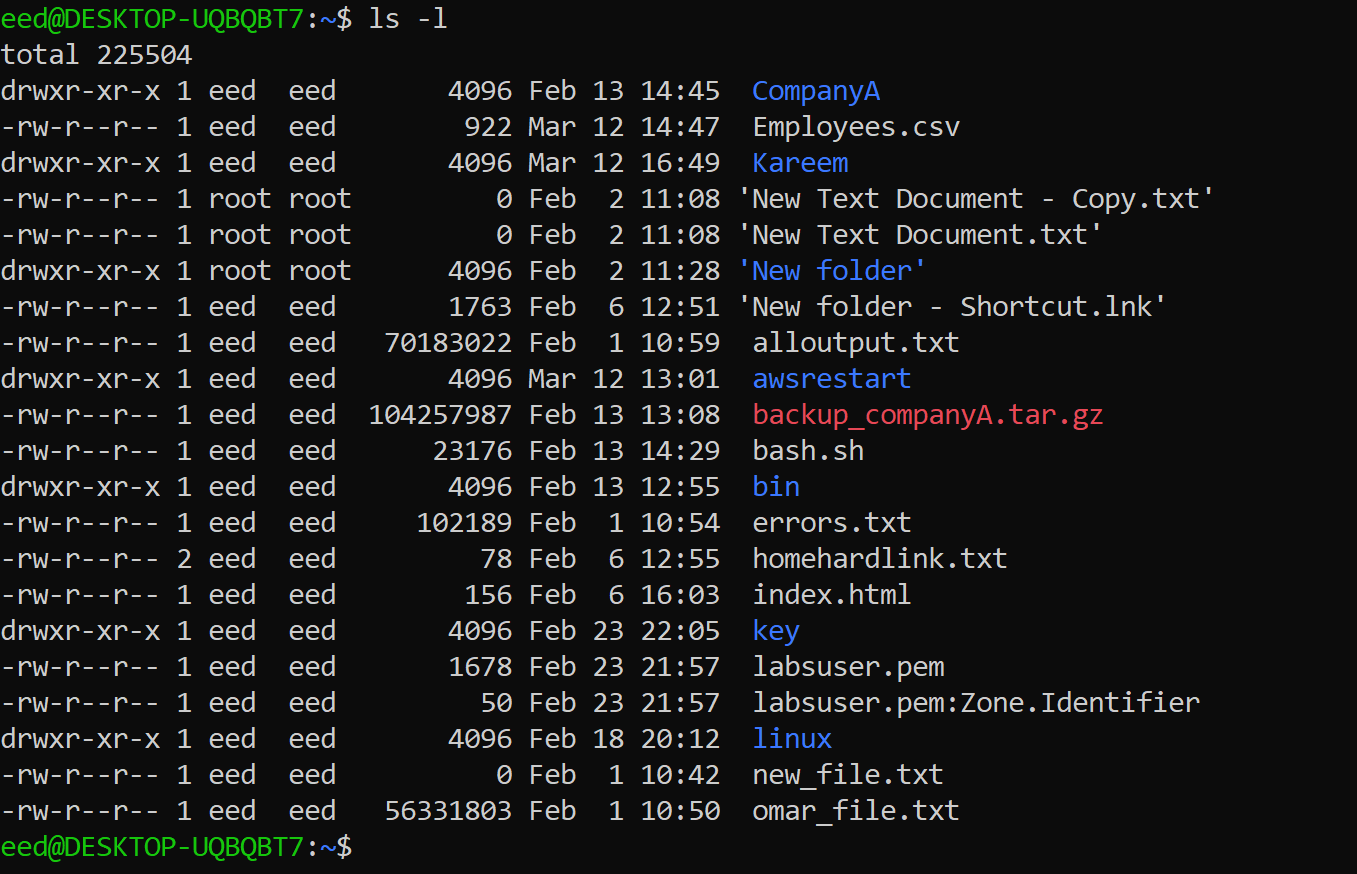 eed@DESKTOP-UQBQBT7:~$ ls -l
total 225504
drwxr-xr-x 1 eed  eed       4096 Feb 13 14:45  CompanyA
-rw-r--r-- 1 eed  eed        922 Mar 12 14:47  Employees.csv
drwxr-xr-x 1 eed  eed       4096 Mar 12 16:49  Kareem
-rw-r--r-- 1 root root         0 Feb  2 11:08 'New Text Document - Copy.txt'
-rw-r--r-- 1 root root         0 Feb  2 11:08 'New Text Document.txt'
drwxr-xr-x 1 root root      4096 Feb  2 11:28 'New folder'
-rw-r--r-- 1 eed  eed       1763 Feb  6 12:51 'New folder - Shortcut.lnk'
-rw-r--r-- 1 eed  eed   70183022 Feb  1 10:59  alloutput.txt
drwxr-xr-x 1 eed  eed       4096 Mar 12 13:01  awsrestart
-rw-r--r-- 1 eed  eed  104257987 Feb 13 13:08  backup_companyA.tar.gz
-rw-r--r-- 1 eed  eed      23176 Feb 13 14:29  bash.sh
drwxr-xr-x 1 eed  eed       4096 Feb 13 12:55  bin
-rw-r--r-- 1 eed  eed     102189 Feb  1 10:54  errors.txt
-rw-r--r-- 2 eed  eed         78 Feb  6 12:55  homehardlink.txt
-rw-r--r-- 1 eed  eed        156 Feb  6 16:03  index.html
drwxr-xr-x 1 eed  eed       4096 Feb 23 22:05  key
-rw-r--r-- 1 eed  eed       1678 Feb 23 21:57  labsuser.pem
-rw-r--r-- 1 eed  eed         50 Feb 23 21:57  labsuser.pem:Zone.Identifier
drwxr-xr-x 1 eed  eed       4096 Feb 18 20:12  linux
-rw-r--r-- 1 eed  eed          0 Feb  1 10:42  new_file.txt
-rw-r--r-- 1 eed  eed   56331803 Feb  1 10:50  omar_file.txt
eed@DESKTOP-UQBQBT7:~$